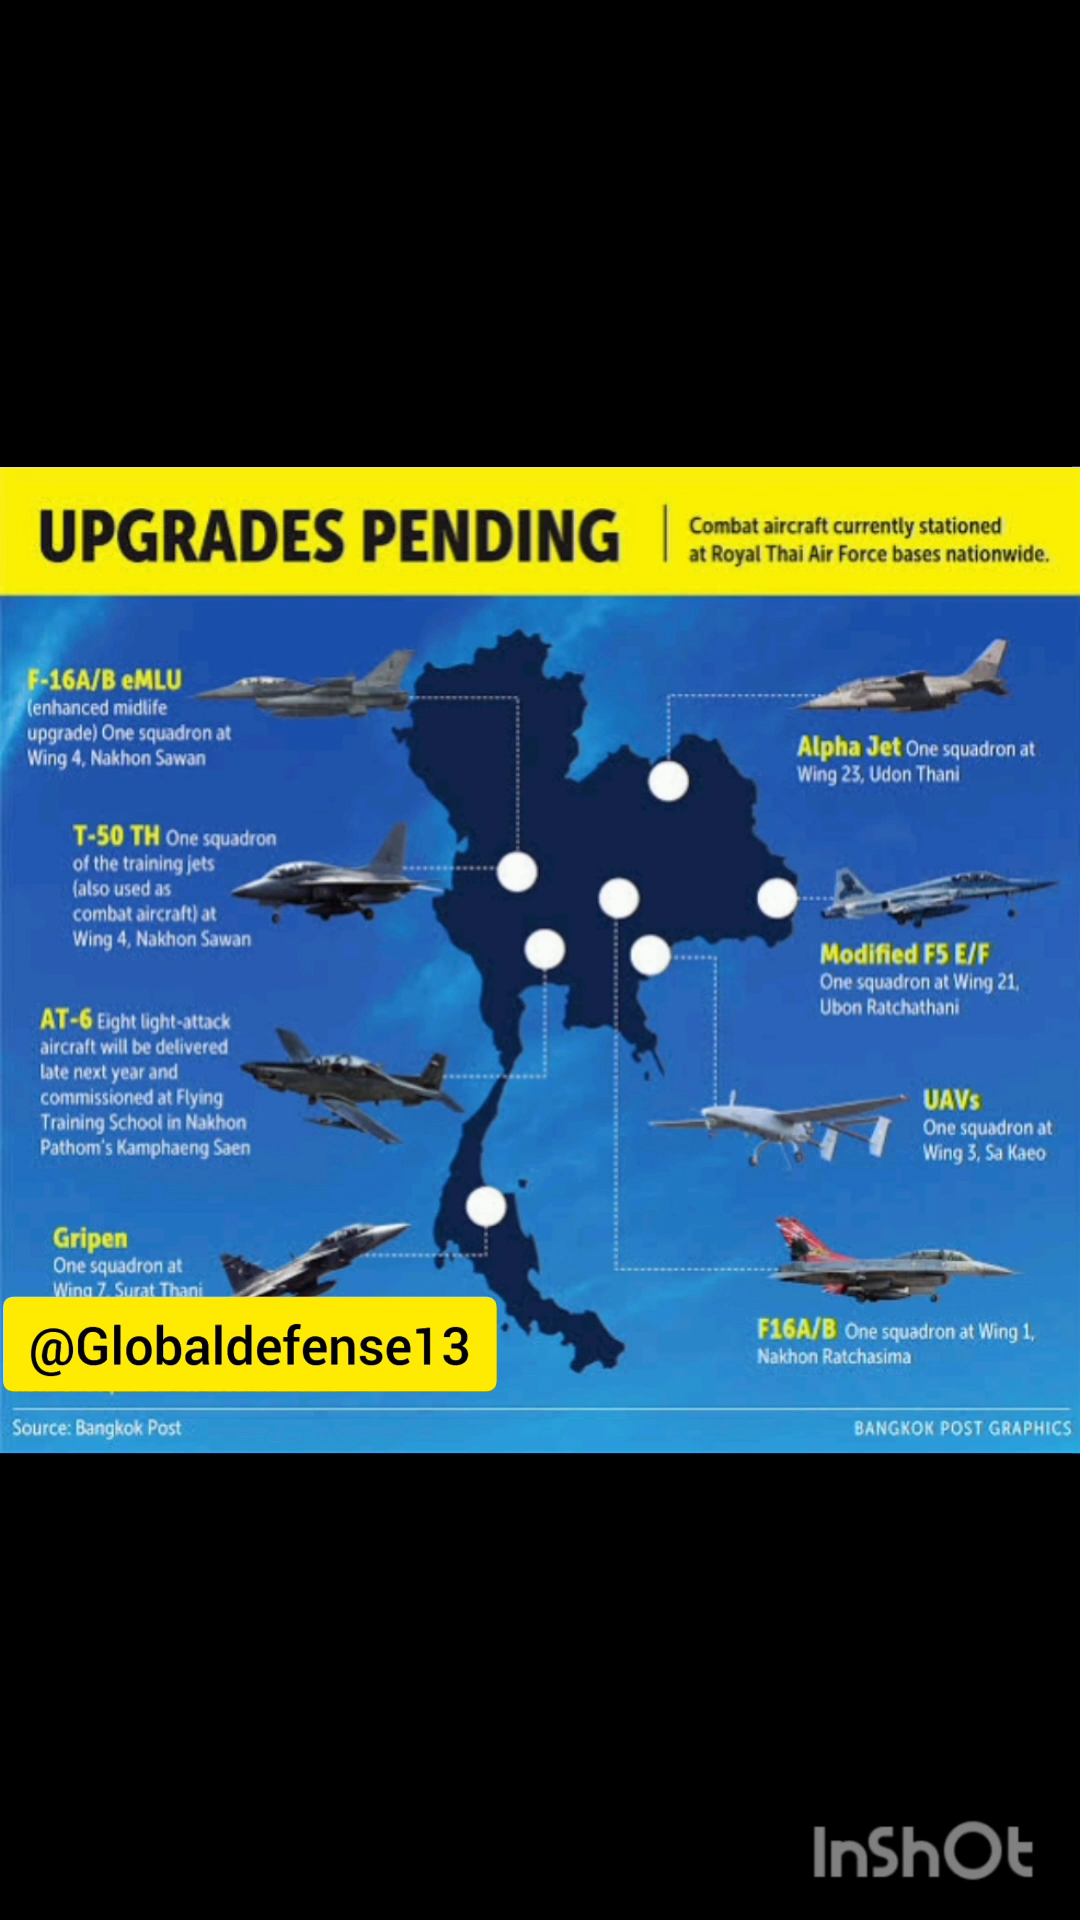 UPGRADES PENDING
Combat aircraft currently stationed
at Royal Thai Air Force bases nationwide.
F-16A/B eMLU
(enhanced midlife
upgrade) One squadron at
Wing 4, Nakhon Sawan
T-50 TH One squadron
of the training jets
(also used as
combat aircraft) at
Wing 4, Nakhon Sawan
AT-6 Eight light-attack
aircraft will be delivered
late next year and
commissioned at Flying
Training School in Nakhon
Pathom's Kamphaeng Saen
Gripen
One squadron at
Wing 7, Surat Thani
@Globaldefense13
Alpha Jet One squadron at
Wing 23, Udon Thani
Modified F5 E/F
One squadron at Wing 21,
Ubon Ratchathani
UAVs
One squadron at
Wing 3, Sa Kaeo
F16A/B One squadron at Wing 1,
Nakhon Ratchasima
Source: Bangkok Post
BANGKOK POST GRAPHICS
InShOt